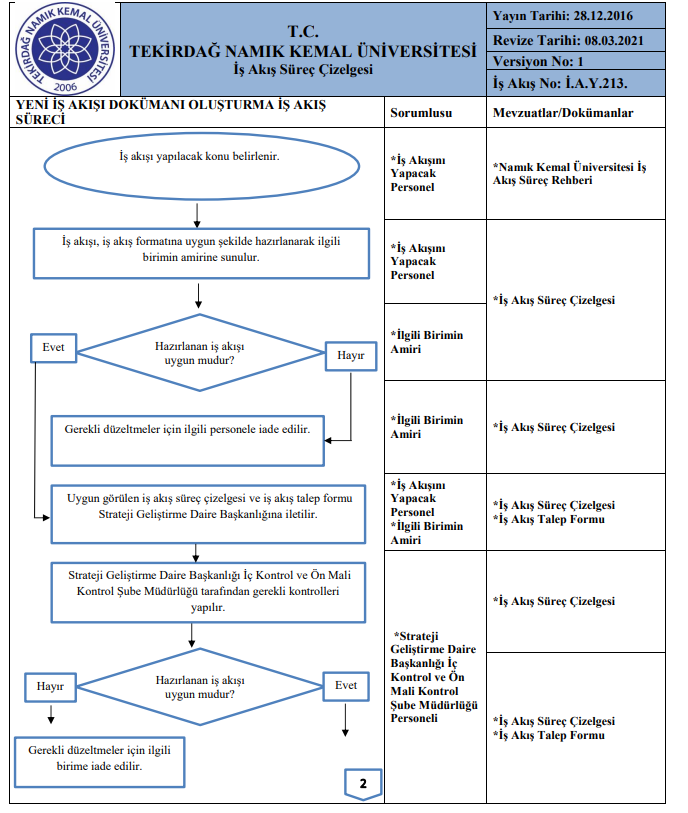 TEKİRDAĞ NAMIK KEMAL ÜNİVERSİTESİ
2006
T.C.
TEKİRDAĞ NAMIK KEMAL ÜNİVERSİTESİ
İş Akış Süreç Çizelgesi
Yayın Tarihi: 28.12.2016
Revize Tarihi: 08.03.2021
Versiyon No: 1
İş Akış No: İ.A.Y.213.
YENİ İŞ AKIŞI DOKÜMANI OLUŞTURMA İŞ AKIŞ
SÜRECİ
Sorumlusu
Mevzuatlar/Dokümanlar
İş akışı yapılacak konu belirlenir.
*İş Akışını
Yapacak
Personel
*Namık Kemal Üniversitesi İş
Akış Süreç Rehberi
İş akışı, iş akış formatına uygun şekilde hazırlanarak ilgili
birimin amirine sunulur.
*İş Akışını
Yapacak
Personel
*İş Akış Süreç Çizelgesi
Evet
Hazırlanan iş akışı
uygun mudur?
Hayır
*İlgili Birimin
Amiri
Gerekli düzeltmeler için ilgili personele iade edilir.
*İlgili Birimin
Amiri
*İş Akış Süreç Çizelgesi
Uygun görülen iş akış süreç çizelgesi ve iş akış talep formu
Strateji Geliştirme Daire Başkanlığına iletilir.
*İş Akışını
Yapacak
Personel
*İlgili Birimin
Amiri
*İş Akış Süreç Çizelgesi
*İş Akış Talep Formu
Strateji Geliştirme Daire Başkanlığı İç Kontrol ve Ön Mali
Kontrol Şube Müdürlüğü tarafından gerekli kontrolleri
yapılır.
*İş Akış Süreç Çizelgesi
*Strateji
Geliştirme Daire
Başkanlığı İç
Kontrol ve Ön
Mali Kontrol
Şube Müdürlüğü
Personeli
Hayır
Hazırlanan iş akışı
uygun mudur?
Evet
*İş Akış Süreç Çizelgesi
*İş Akış Talep Formu
Gerekli düzeltmeler için ilgili
birime iade edilir.
2